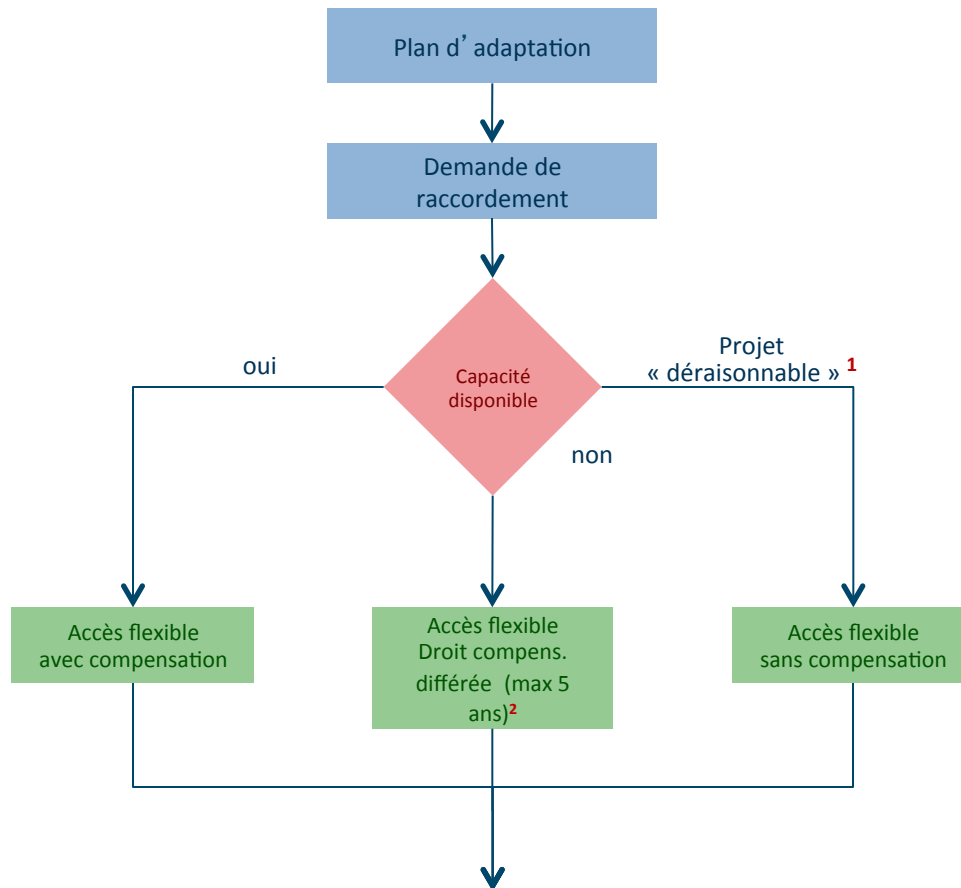 Plan d’ adaptation
Demande de
raccordement
oui
Capacité
disponible
Projet
« déraisonnable » 1
non
Accès flexible
avec compensation
Accès flexible
Droit compens.
différée (max 5
ans)2
Accès flexible
sans compensation